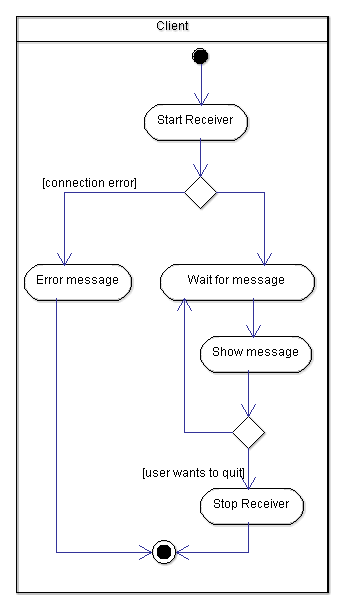 Client
Start Receiver
[connection error]
Error message
Wait for message
Show message
[user wants to quit]
Stop Receiver